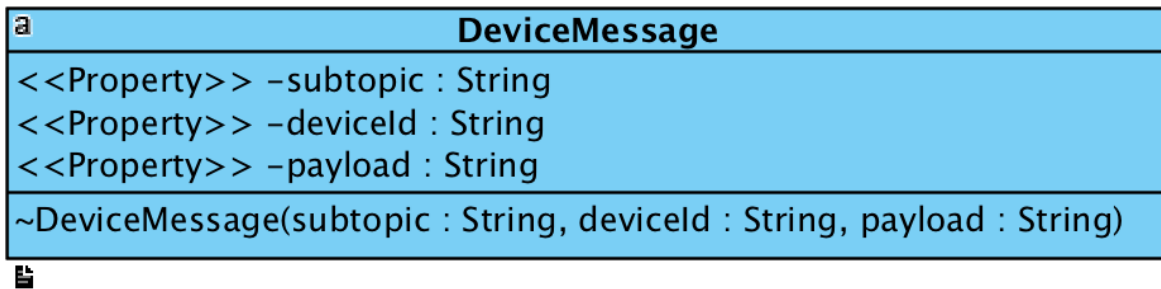 a
DeviceMessage
<<Property>> -subtopic : String
<<Property>> -deviceId : String
<<Property>> -payload : String
~DeviceMessage(subtopic : String, deviceId : String, payload : String)